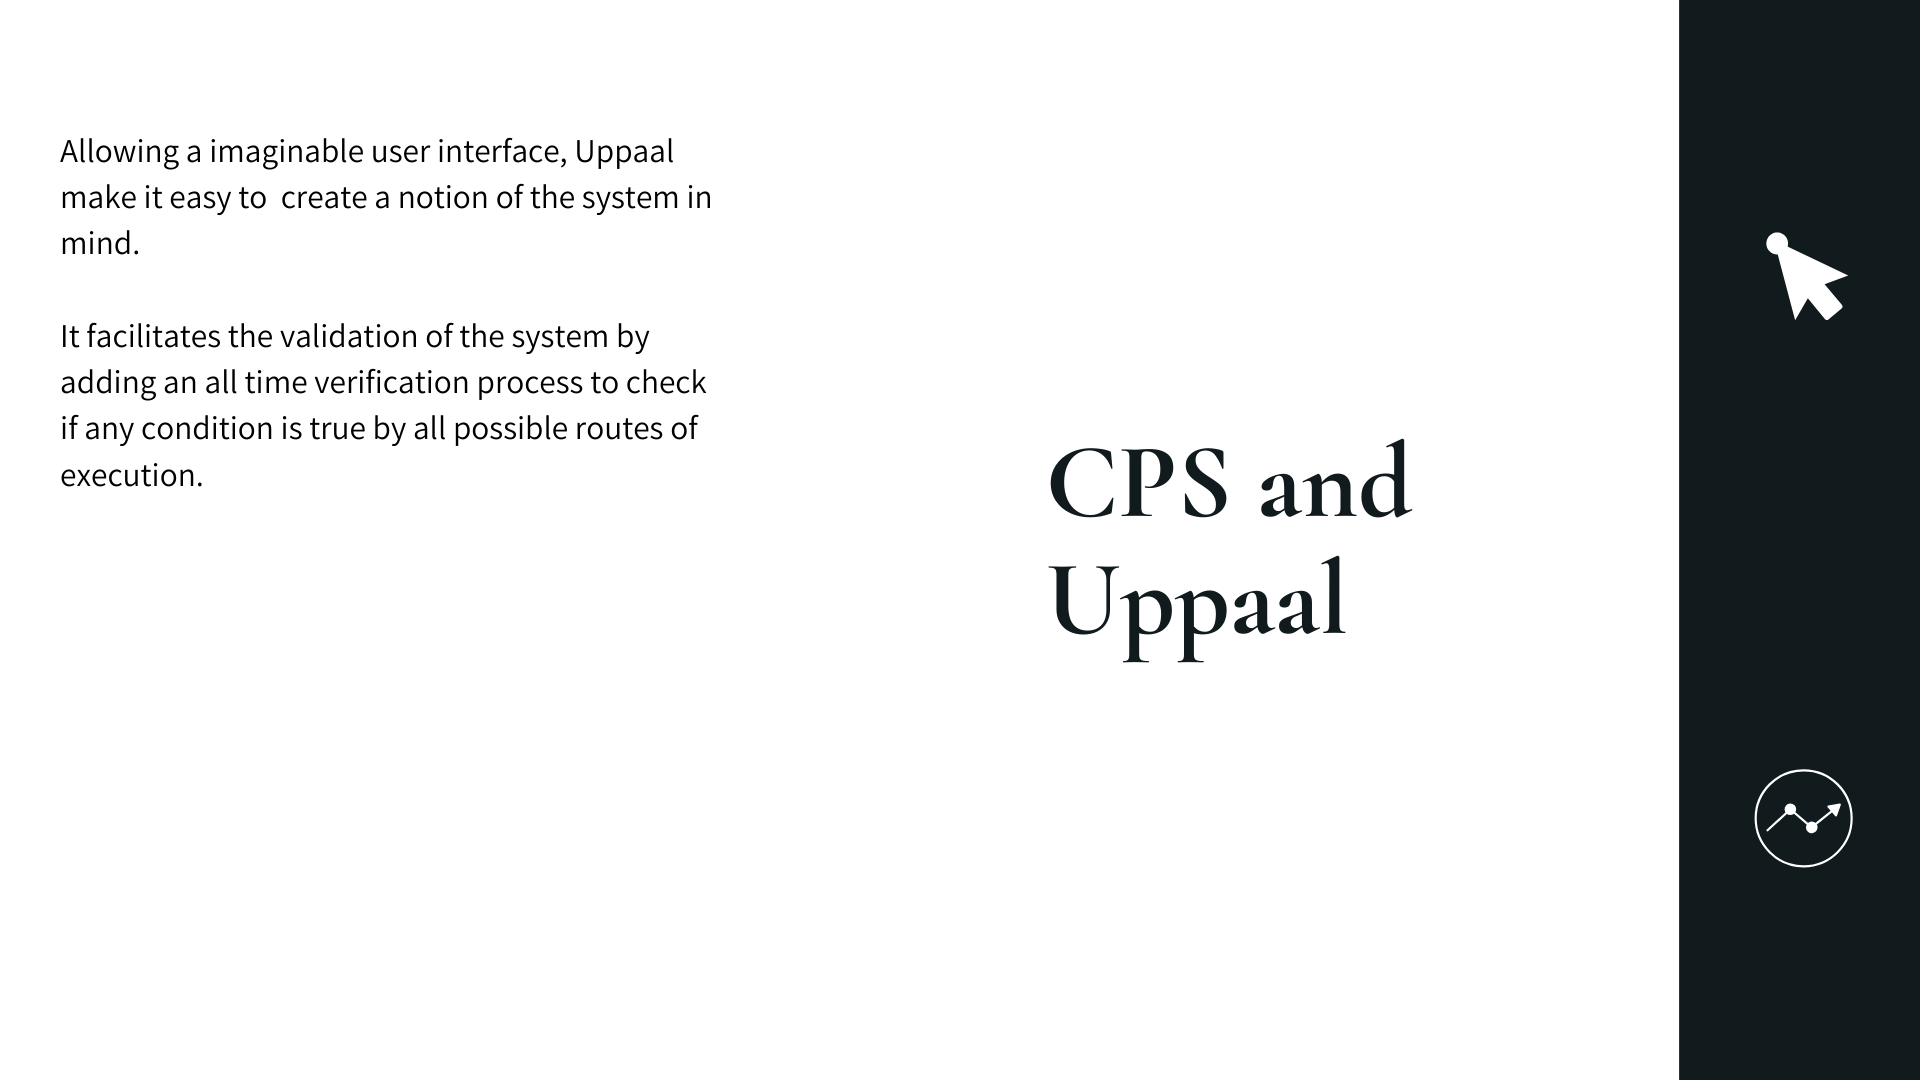 Allowing a imaginable user interface, Uppaal
make it easy to  create a notion of the system in
mind.
It facilitates the validation of the system by
adding an all time verification process to check
if any condition is true by all possible routes of
execution.
CPS and
Uppaal